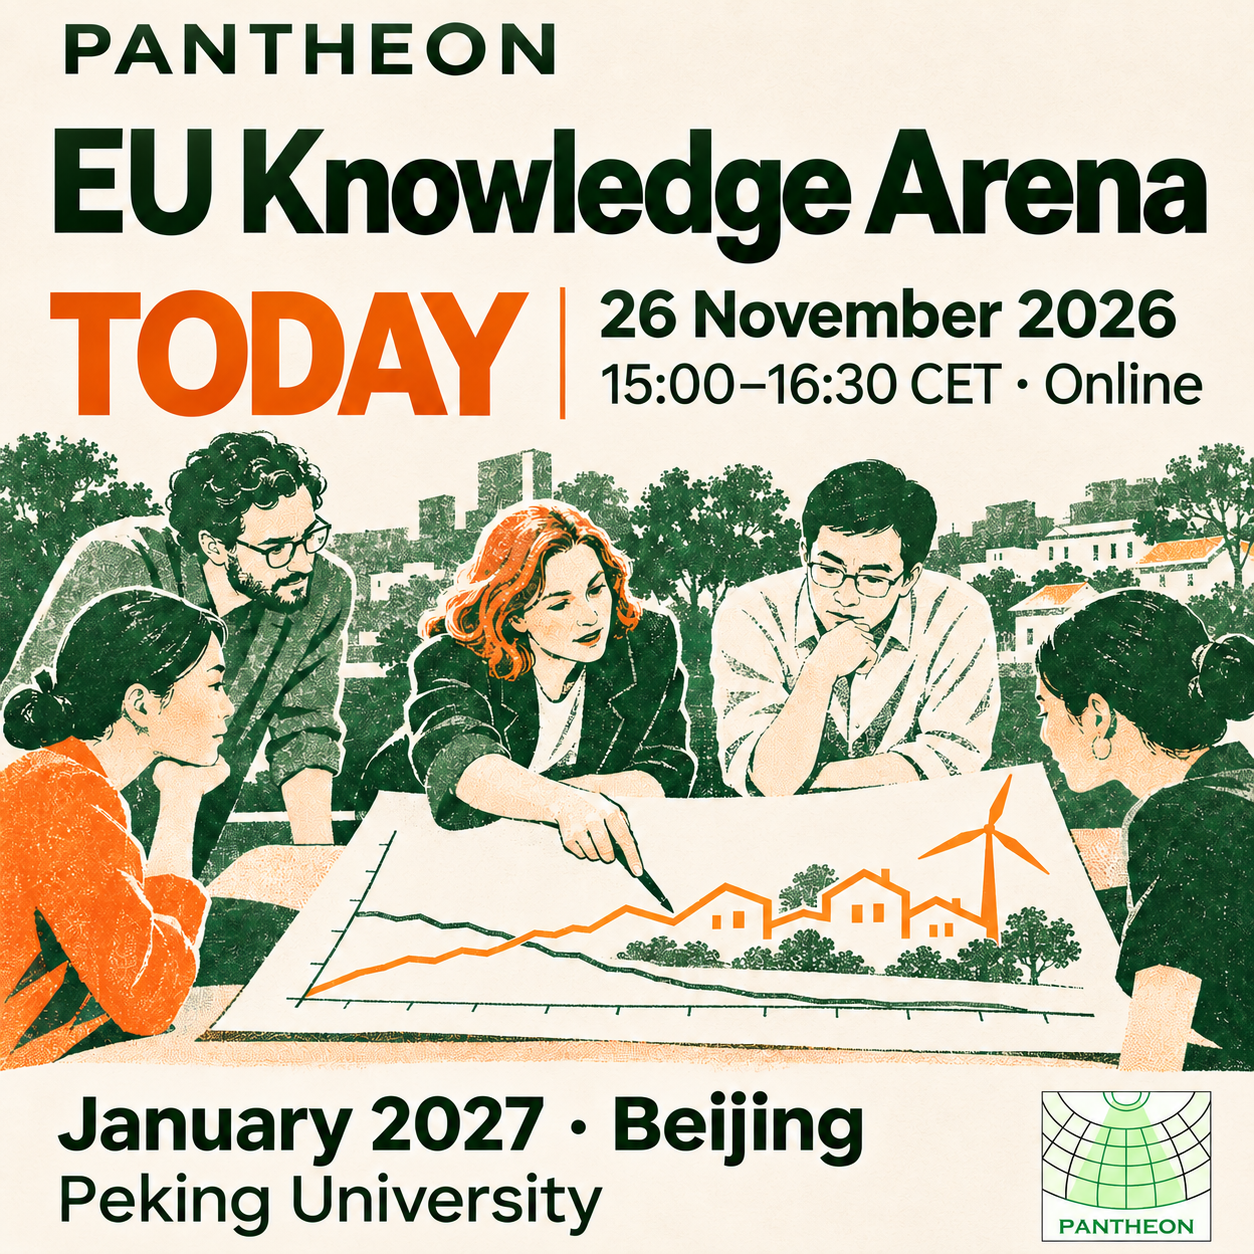 PANTHEON
EU Knowledge Arena
TODAY
26 November 2026
15:00–16:30 CET • Online
January 2027 • Beijing
Peking University
PANTHEON